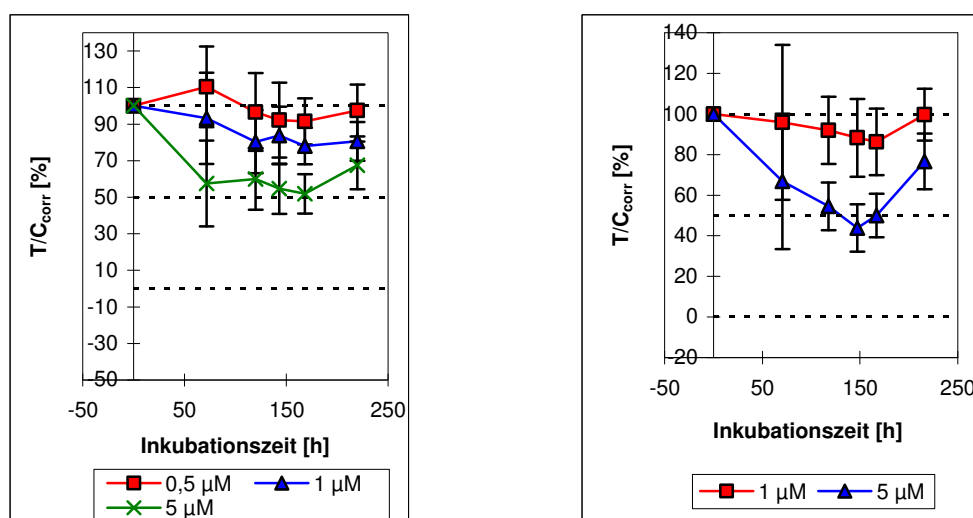 130
110
90
70
50
30
10
-10
-30
-50
T/Ccorr [%]
-50 50 150 250
Inkubationszeit [h]
0,5 µM 1 µM
5 µM
140
120
100
80
60
40
20
0
-20
T/Ccorr [%]
-50 50 150 250
Inkubationszeit [h]
1 µM 5 µM